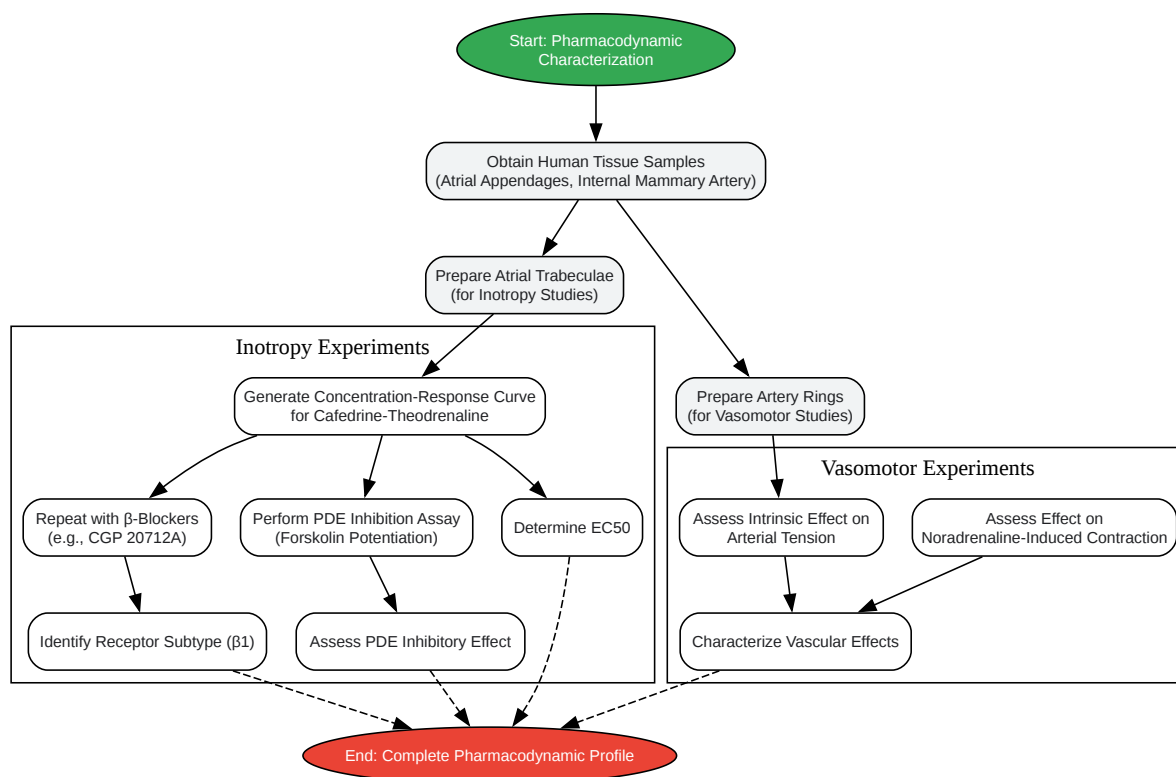 Start: Pharmacodynamic
Characterization
Obtain Human Tissue Samples
(Atrial Appendages, Internal Mammary Artery)
Prepare Atrial Trabeculae
(for Inotropy Studies)
Inotropy Experiments
Generate Concentration-Response Curve
for Cafedrine-Theodrenaline
Prepare Artery Rings
(for Vasomotor Studies)
Vasomotor Experiments
Repeat with β-Blockers
(e.g., CGP 20712A)
Perform PDE Inhibition Assay
(Forskolin Potentiation)
Determine EC50
Assess Intrinsic Effect on
Arterial Tension
Assess Effect on
Noradrenaline-Induced Contraction
Identify Receptor Subtype (β1)
Assess PDE Inhibitory Effect
Characterize Vascular Effects
End: Complete Pharmacodynamic Profile